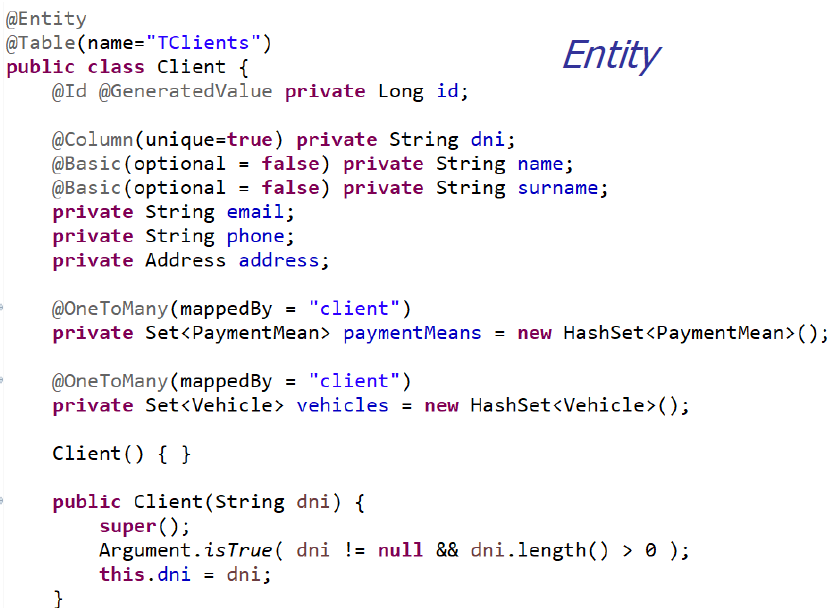 @Entity
@Table(name="TClients")
Entity
public class Client {
    @Id @GeneratedValue private Long id;
    @Column(unique=true) private String dni;
    @Basic(optional = false) private String name;
    @Basic(optional = false) private String surname;
    private String email;
    private String phone;
    private Address address;
    @OneToMany(mappedBy = "client")
    private Set<PaymentMean> paymentMeans = new HashSet<PaymentMean>();
    @OneToMany(mappedBy = "client")
    private Set<Vehicle> vehicles = new HashSet<Vehicle>();
    Client() { }
    public Client(String dni) {
        super();
        Argument.isTrue( dni != null && dni.length() > 0 );
        this.dni = dni;
    }